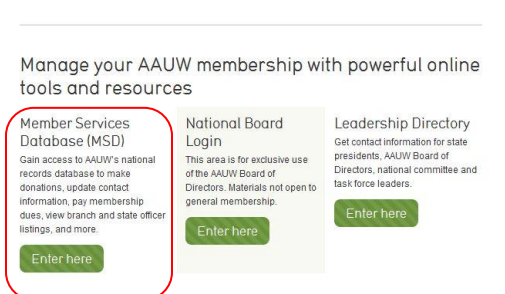 Manage your AAUW membership with powerful online
tools and resources
Member Services
Database (MSD)
Gain access to AAUW's national
records database to make
donations, update contact
information, pay membership
dues, view branch and state officer
listings, and more.
Enter here
National Board
Login
This area is for exclusive use
of the AAUW Board of
Directors. Materials not open to
general membership.
Enter here
Leadership Directory
Get contact information for state
presidents, AAUW Board of
Directors, national committee and
task force leaders.
Enter here